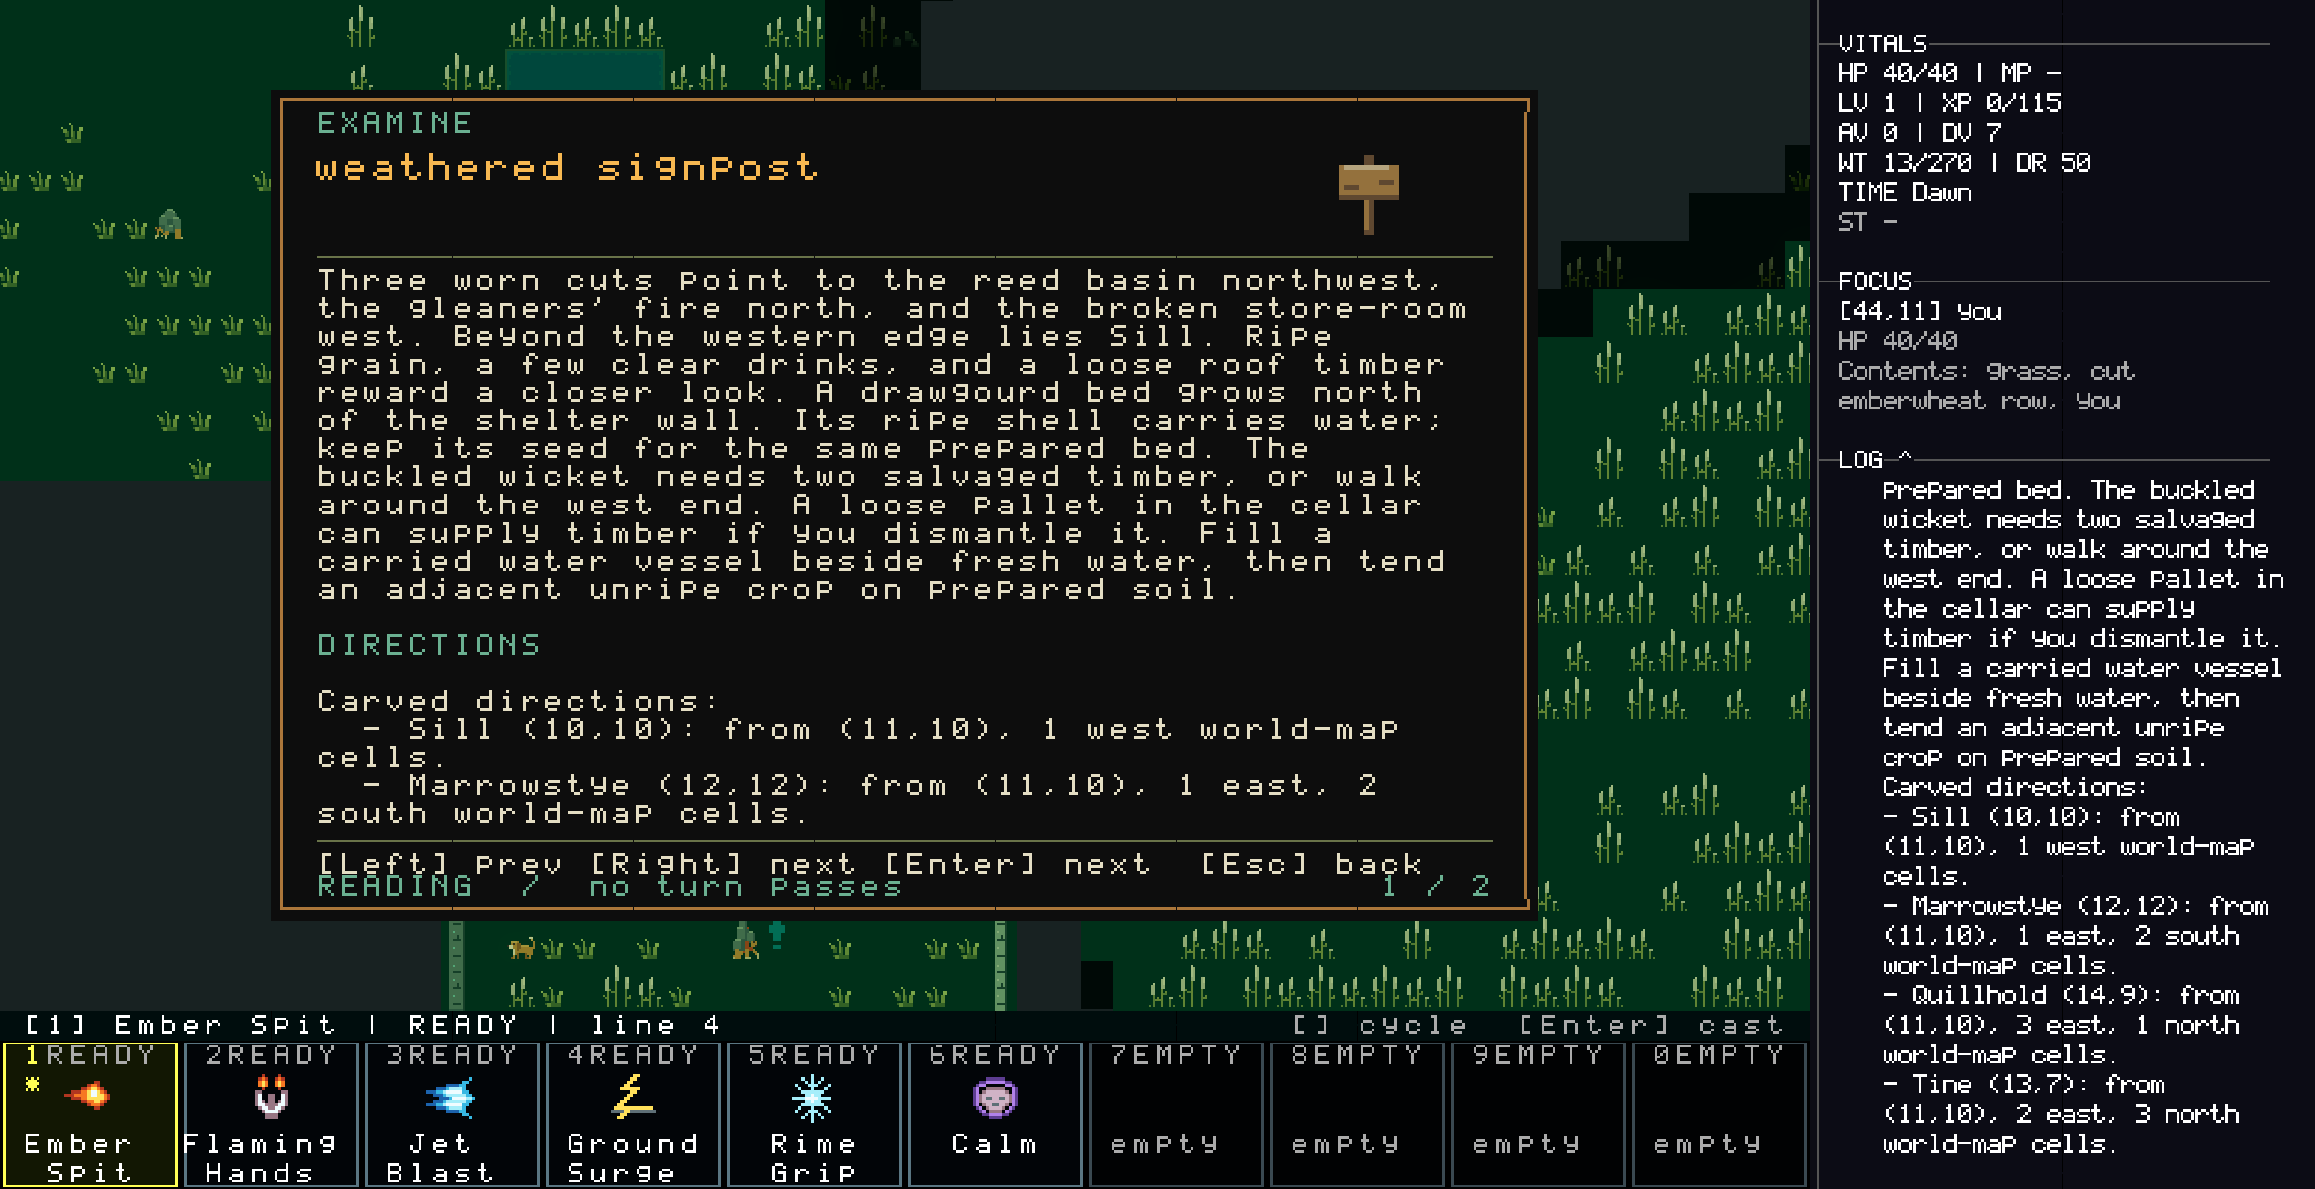 EXAMINE
weathered signpost
Three worn cuts point to the reed basin northwest,
the gleaners' fire north, and the broken store-room
west. Beyond the western edge lies Sill. Ripe
grain, a few clear drinks, and a loose roof timber
reward a closer look. A drawgourd bed grows north
of the shelter wall. Its ripe shell carries water;
keep its seed for the same prepared bed. The
buckled wicket needs two salvaged timber, or walk
around the west end. A loose pallet in the cellar
can supply timber if you dismantle it. Fill a
carried water vessel beside fresh water, then tend
an adjacent unripe crop on prepared soil.
DIRECTIONS
Carved directions:
- Sill (10,10): from (11,10), 1 west world-map
cells.
- Marrowstye (12,12): from (11,10), 1 east, 2
south world-map cells.
[Left] prev [Right] next [Enter] next [Esc] back
READING / no turn passes 1 / 2
[1] Ember Spit | READY | line 4 [] cycle [Enter] cast
1READY 2READY 3READY 4READY 5READY 6READY 7EMPTY 8EMPTY 9EMPTY 0EMPTY
Ember Flaming Jet Ground Rime Calm empty empty empty empty
Spit Hands Blast Surge Grip
VITALS
HP 40/40 | MP -
LV 1 | XP 0/115
AV 0 | DV 7
WT 13/270 | DR 50
TIME Dawn
ST -
FOCUS
[44,11] you
HP 40/40
Contents: grass, cut
emberwheat row, you
LOG ^
prepared bed. The buckled
wicket needs two salvaged
timber, or walk around the
west end. A loose pallet in
the cellar can supply
timber if you dismantle it.
Fill a carried water vessel
beside fresh water, then
tend an adjacent unripe
crop on prepared soil.
Carved directions:
- Sill (10,10): from
(11,10), 1 west world-map
cells.
- Marrowstye (12,12): from
(11,10), 1 east, 2 south
world-map cells.
- Quillhold (14,9): from
(11,10), 3 east, 1 north
world-map cells.
- Tine (13,7): from
(11,10), 2 east, 3 north
world-map cells.